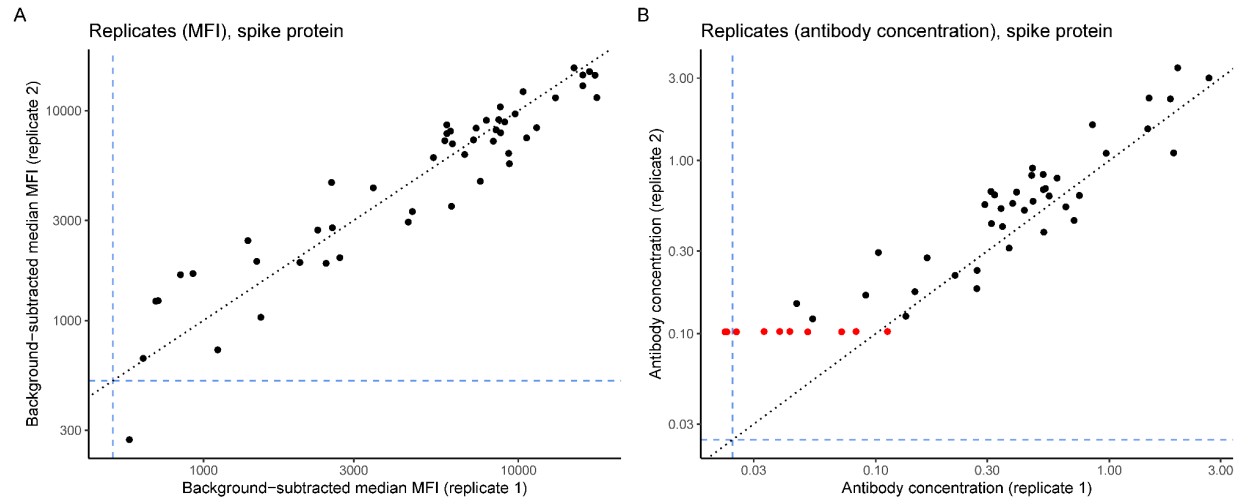 A
Replicates (MFI), spike protein
Background−subtracted median MFI (replicate 2)
10000
3000
1000
300
1000
3000
10000
Background−subtracted median MFI (replicate 1)
B
Replicates (antibody concentration), spike protein
Antibody concentration (replicate 2)
3.00
1.00
0.30
0.10
0.03
0.03
0.10
0.30
1.00
3.00
Antibody concentration (replicate 1)